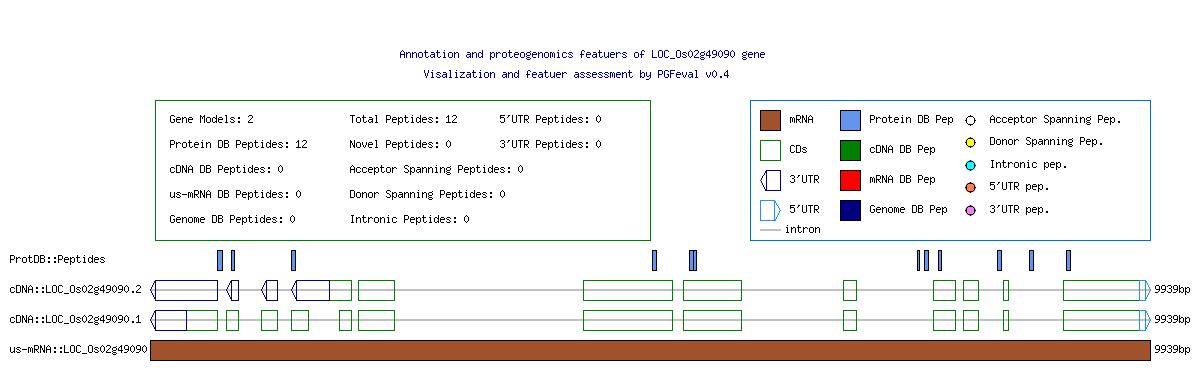 Annotation and proteogenomics featuers of LOC_Os02g49090 gene
Visalization and featuer assessment by PGFeval v0.4
Gene Models: 2 Total Peptides: 12 5'UTR Peptides: 0
Protein DB Peptides: 12 Novel Peptides: 0 3'UTR Peptides: 0
cDNA DB Peptides: 0 Acceptor Spanning Peptides: 0
us-mRNA DB Peptides: 0 Donor Spanning Peptides: 0
Genome DB Peptides: 0 Intronic Peptides: 0
mRNA Protein DB Pep Acceptor Spanning Pep.
CDs cDNA DB Pep Donor Spanning Pep.
3'UTR mRNA DB Pep Intronic pep.
5'UTR Genome DB Pep 5'UTR pep.
intron 3'UTR pep.
ProtDB::Peptides
cDNA::LOC_Os02g49090.2 9939bp
cDNA::LOC_Os02g49090.1 9939bp
us-mRNA::LOC_Os02g49090 9939bp